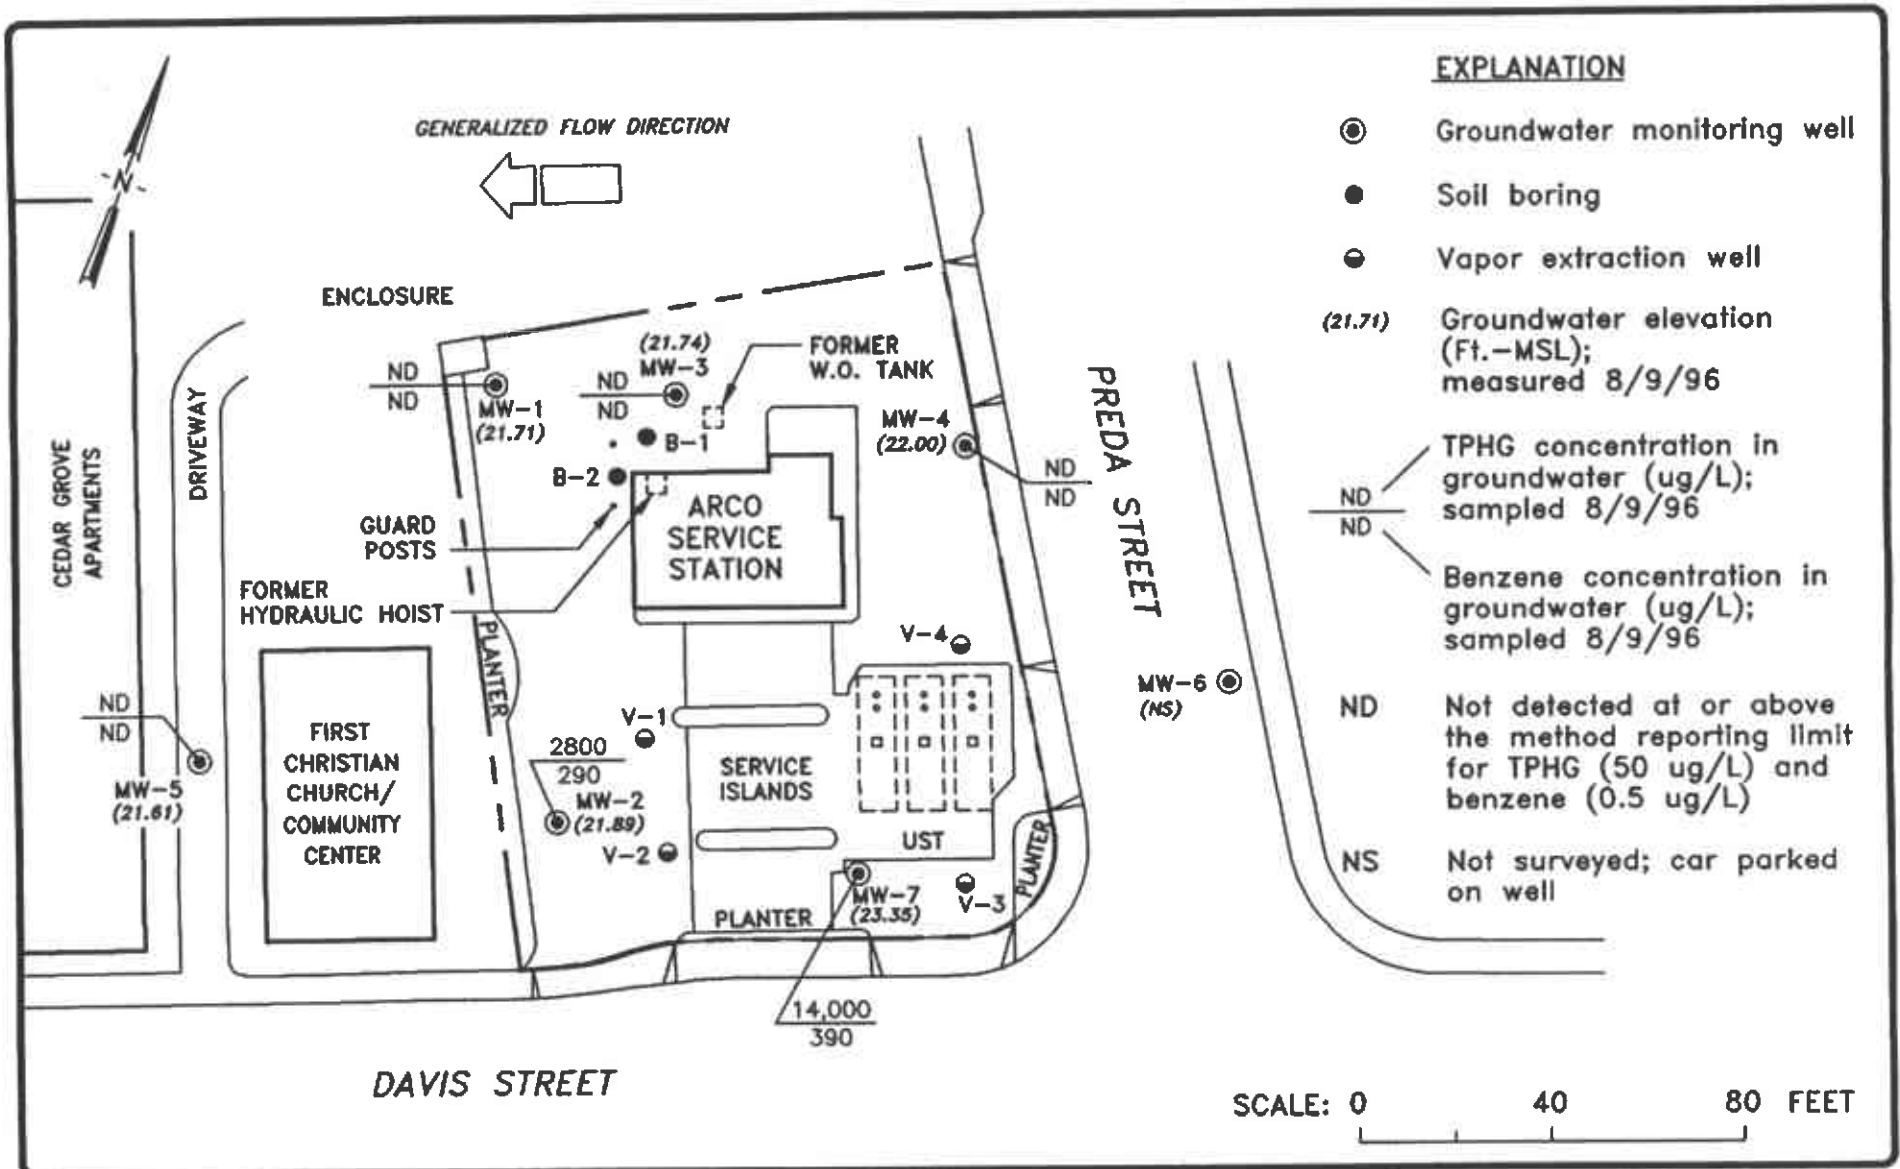 EXPLANATION
Groundwater monitoring well
Soil boring
Vapor extraction well
(21.71) Groundwater elevation
(Ft.-MSL);
measured 8/9/96
TPHG concentration in
groundwater (ug/L);
sampled 8/9/96
ND
ND
Benzene concentration in
groundwater (ug/L);
sampled 8/9/96
ND Not detected at or above
the method reporting limit
for TPHG (50 ug/L) and
benzene (0.5 ug/L)
NS Not surveyed; car parked
on well
SCALE: 0 40 80 FEET
N
GENERALIZED FLOW DIRECTION
ENCLOSURE
ND
ND
MW-1
(21.71)
(21.74)
MW-3
ND
ND
FORMER
W.O. TANK
B-1
B-2
MW-4
(22.00)
ND
ND
PREDA STREET
CEDAR GROVE
APARTMENTS
DRIVEWAY
GUARD
POSTS
FORMER
HYDRAULIC HOIST
ARCO
SERVICE
STATION
PLANTER
V-4
MW-6
(NS)
ND
ND
MW-5
(21.61)
FIRST
CHRISTIAN
CHURCH/
COMMUNITY
CENTER
V-1
2800
290
MW-2
(21.89)
V-2
SERVICE
ISLANDS
UST
PLANTER
MW-7
(23.35)
V-3
PLANTER
14,000
390
DAVIS STREET